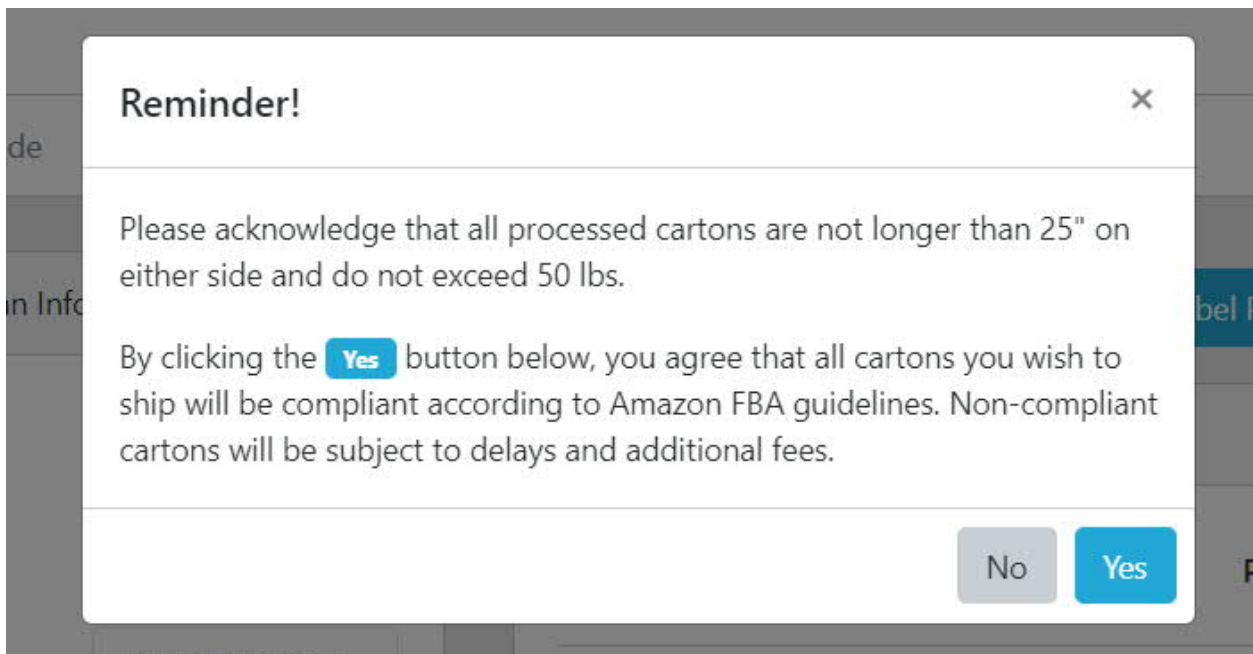 Reminder!
×
de
Please acknowledge that all processed cartons are not longer than 25" on
either side and do not exceed 50 lbs.
By clicking the Yes button below, you agree that all cartons you wish to
ship will be compliant according to Amazon FBA guidelines. Non-compliant
cartons will be subject to delays and additional fees.
No Yes